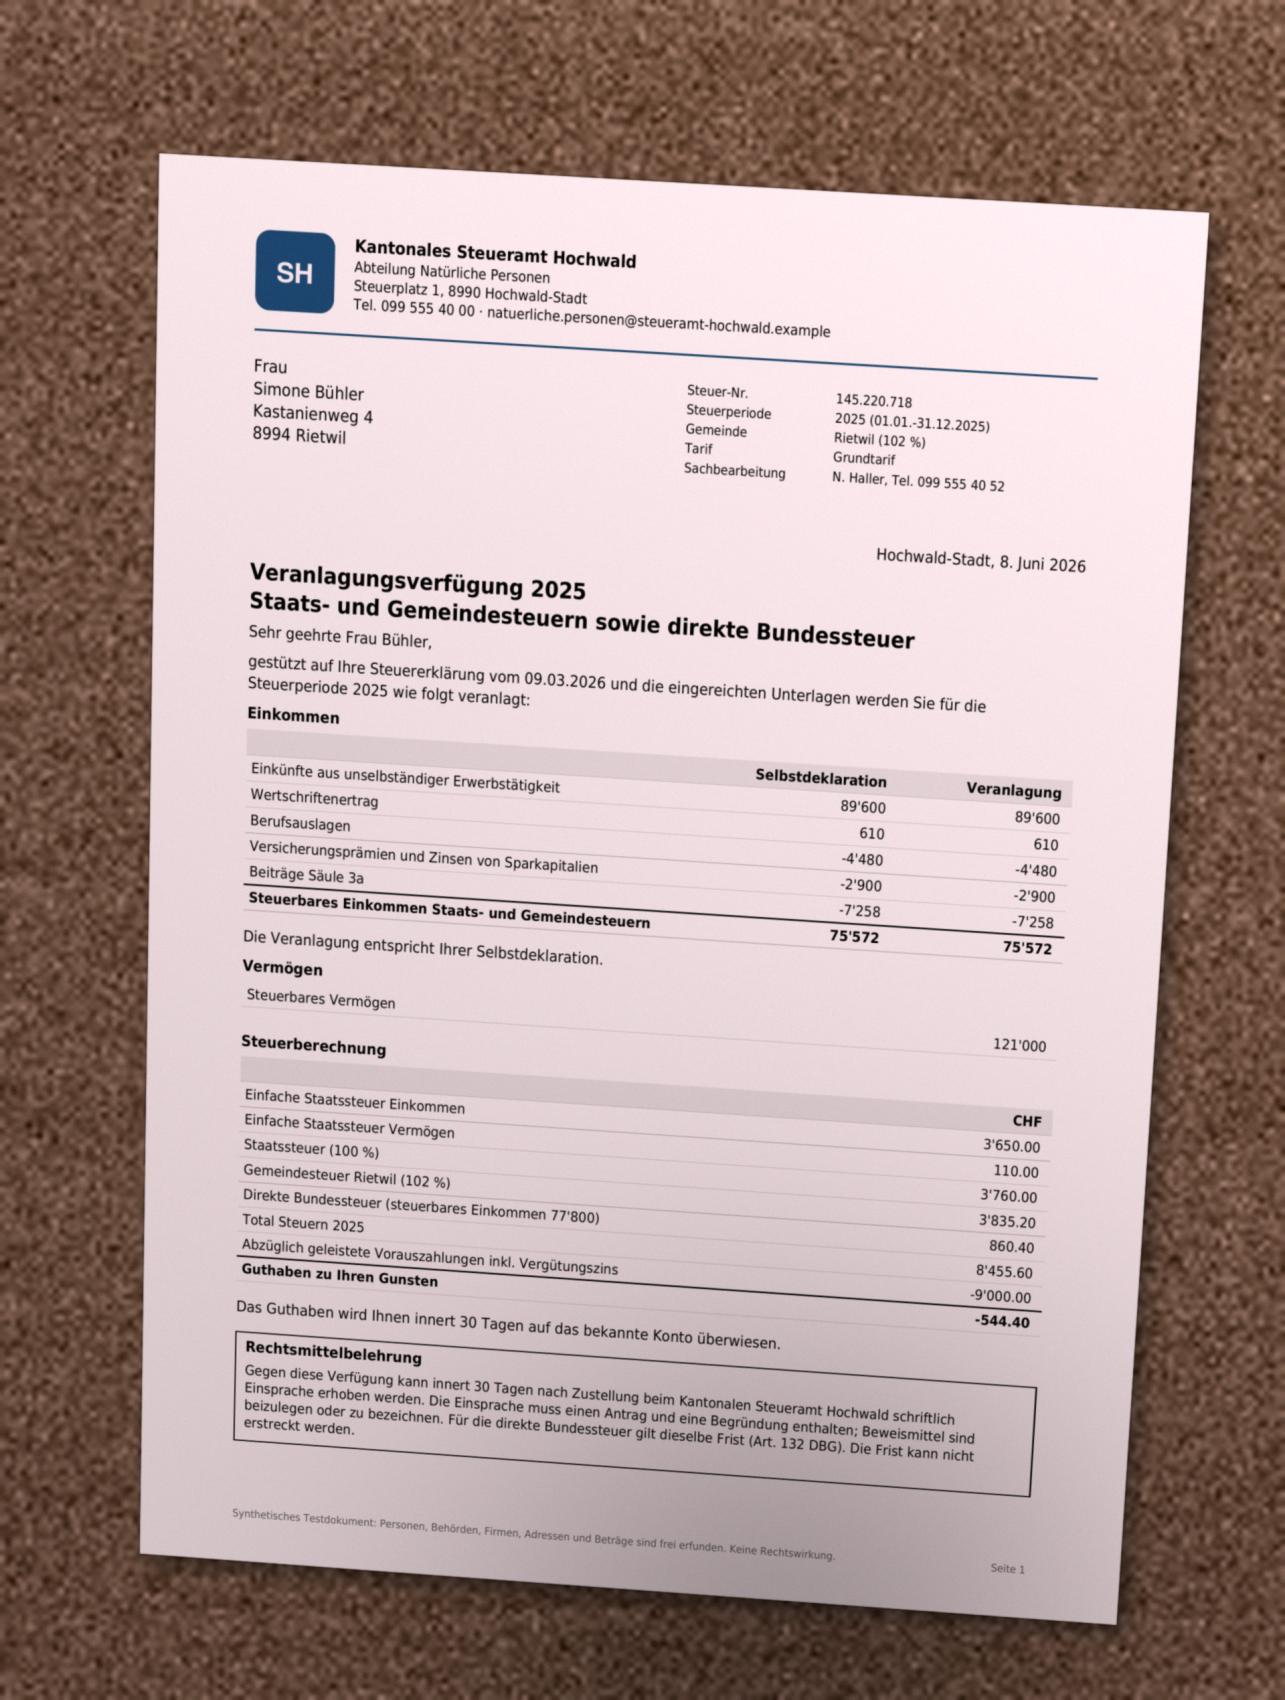 SH
Kantonales Steueramt Hochwald
Abteilung Natürliche Personen
Steuerplatz 1, 8990 Hochwald-Stadt
Tel. 099 555 40 00 · natuerliche.personen@steueramt-hochwald.example
Frau
Simone Bühler
Kastanienweg 4
8994 Rietwil
Steuer-Nr. 145.220.718
Steuerperiode 2025 (01.01.-31.12.2025)
Gemeinde Rietwil (102 %)
Tarif Grundtarif
Sachbearbeitung N. Haller, Tel. 099 555 40 52
Hochwald-Stadt, 8. Juni 2026
Veranlagungsverfügung 2025
Staats- und Gemeindesteuern sowie direkte Bundessteuer
Sehr geehrte Frau Bühler,
gestützt auf Ihre Steuererklärung vom 09.03.2026 und die eingereichten Unterlagen werden Sie für die
Steuerperiode 2025 wie folgt veranlagt:
Einkommen
Selbstdeklaration Veranlagung
Einkünfte aus unselbständiger Erwerbstätigkeit 89'600 89'600
Wertschriftenertrag 610 610
Berufsauslagen -4'480 -4'480
Versicherungsprämien und Zinsen von Sparkapitalien -2'900 -2'900
Beiträge Säule 3a -7'258 -7'258
Steuerbares Einkommen Staats- und Gemeindesteuern 75'572 75'572
Die Veranlagung entspricht Ihrer Selbstdeklaration.
Vermögen
Steuerbares Vermögen 121'000
Steuerberechnung
CHF
Einfache Staatssteuer Einkommen 3'650.00
Einfache Staatssteuer Vermögen 110.00
Staatssteuer (100 %) 3'760.00
Gemeindesteuer Rietwil (102 %) 3'835.20
Direkte Bundessteuer (steuerbares Einkommen 77'800) 860.40
Total Steuern 2025 8'455.60
Abzüglich geleistete Vorauszahlungen inkl. Vergütungszins -9'000.00
Guthaben zu Ihren Gunsten -544.40
Das Guthaben wird Ihnen innert 30 Tagen auf das bekannte Konto überwiesen.
Rechtsmittelbelehrung
Gegen diese Verfügung kann innert 30 Tagen nach Zustellung beim Kantonalen Steueramt Hochwald schriftlich
Einsprache erhoben werden. Die Einsprache muss einen Antrag und eine Begründung enthalten; Beweismittel sind
beizulegen oder zu bezeichnen. Für die direkte Bundessteuer gilt dieselbe Frist (Art. 132 DBG). Die Frist kann nicht
erstreckt werden.
Synthetisches Testdokument: Personen, Behörden, Firmen, Adressen und Beträge sind frei erfunden. Keine Rechtswirkung.
Seite 1